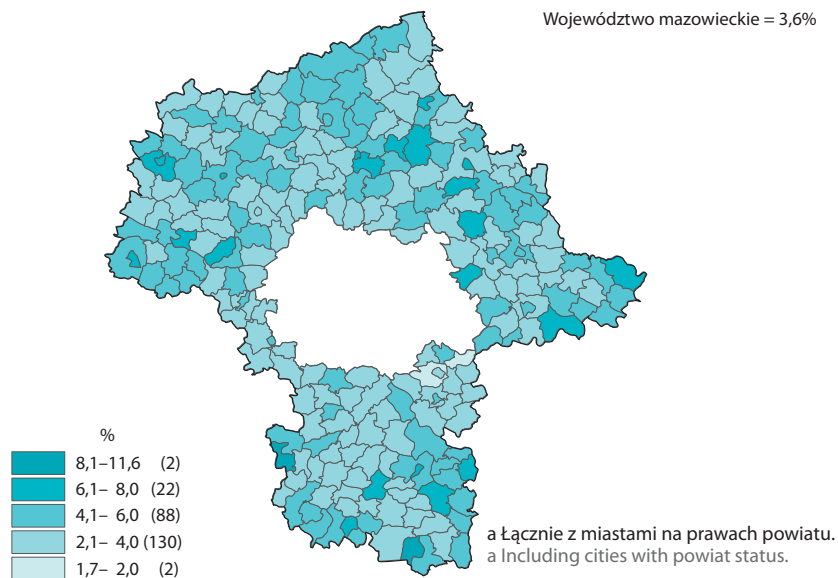 Województwo mazowieckie = 3,6%
%
8,1–11,6 (2)
6,1– 8,0 (22)
4,1– 6,0 (88)
2,1– 4,0 (130)
1,7– 2,0 (2)
a Łącznie z miastami na prawach powiatu.
a Including cities with powiat status.